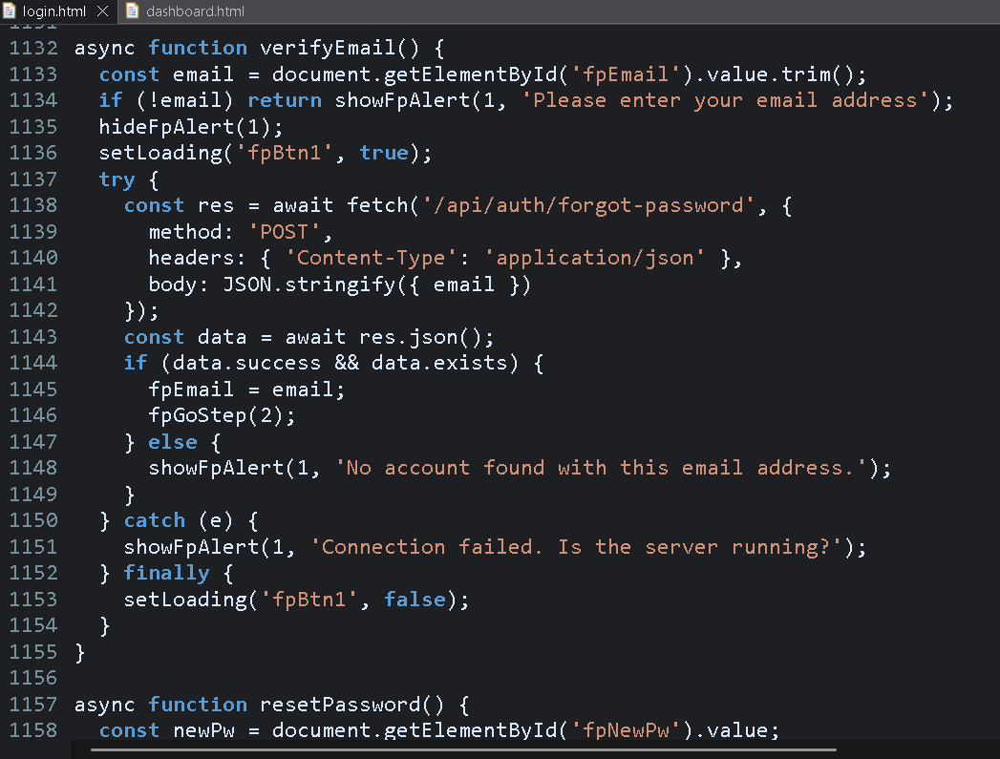 login.html dashboard.html
1131
1132 async function verifyEmail() {
1133 const email = document.getElementById('fpEmail').value.trim();
1134 if (!email) return showFpAlert(1, 'Please enter your email address');
1135 hideFpAlert(1);
1136 setLoading('fpBtn1', true);
1137 try {
1138 const res = await fetch('/api/auth/forgot-password', {
1139 method: 'POST',
1140 headers: { 'Content-Type': 'application/json' },
1141 body: JSON.stringify({ email })
1142 });
1143 const data = await res.json();
1144 if (data.success && data.exists) {
1145 fpEmail = email;
1146 fpGoStep(2);
1147 } else {
1148 showFpAlert(1, 'No account found with this email address.');
1149 }
1150 } catch (e) {
1151 showFpAlert(1, 'Connection failed. Is the server running?');
1152 } finally {
1153 setLoading('fpBtn1', false);
1154 }
1155 }
1156
1157 async function resetPassword() {
1158 const newPw = document.getElementById('fpNewPw').value;